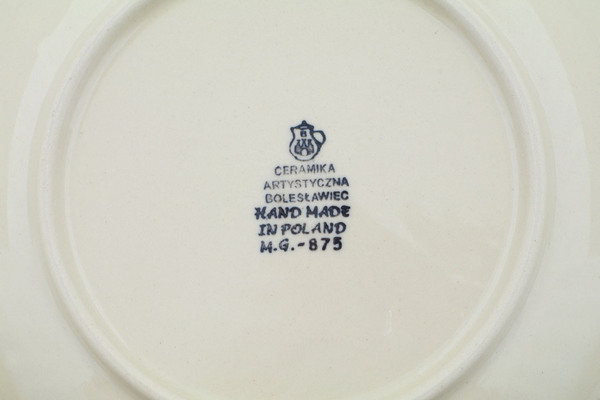 CERAMIKA
ARTYSTYCZNA
BOLESŁAWIEC
HAND MADE
IN POLAND
M.G.-875